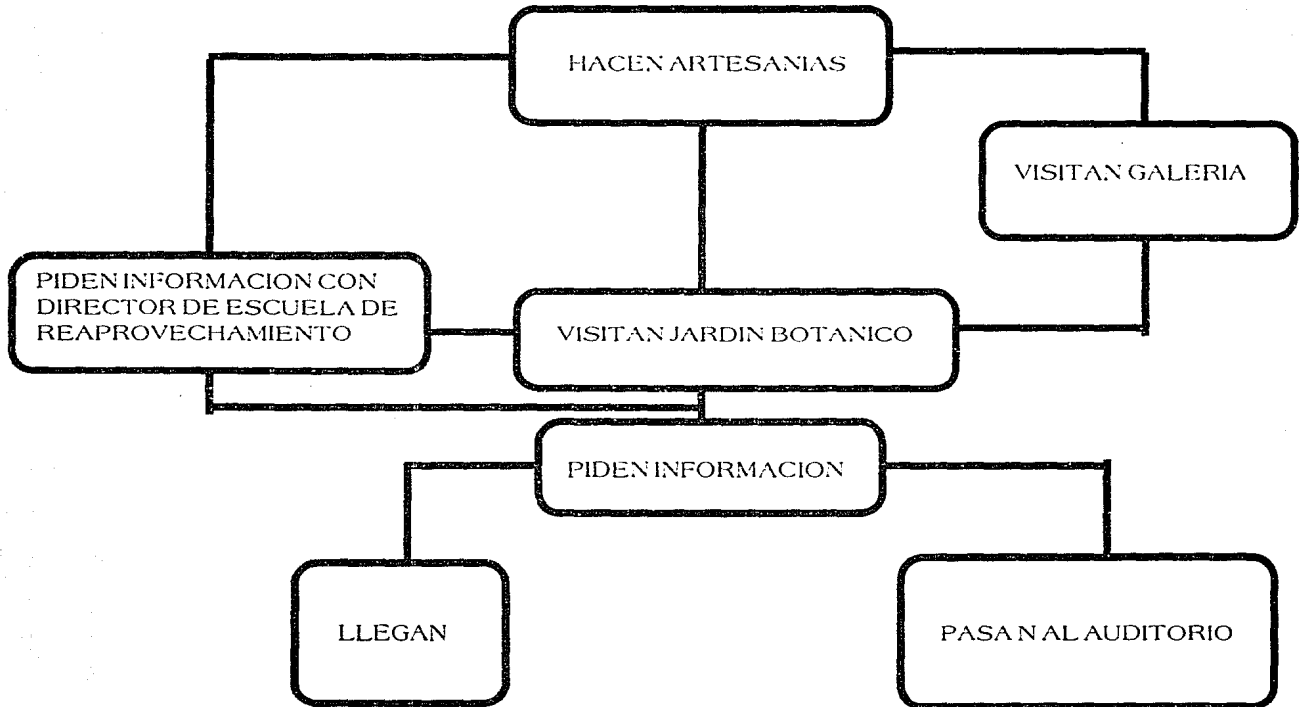 HACEN ARTESANIAS
VISITAN GALERIA
PIDEN INFORMACION CON
DIRECTOR DE ESCUELA DE
REAPROVECHAMIENTO
VISITAN JARDIN BOTANICO
PIDEN INFORMACION
LLEGAN
PASA N AL AUDITORIO